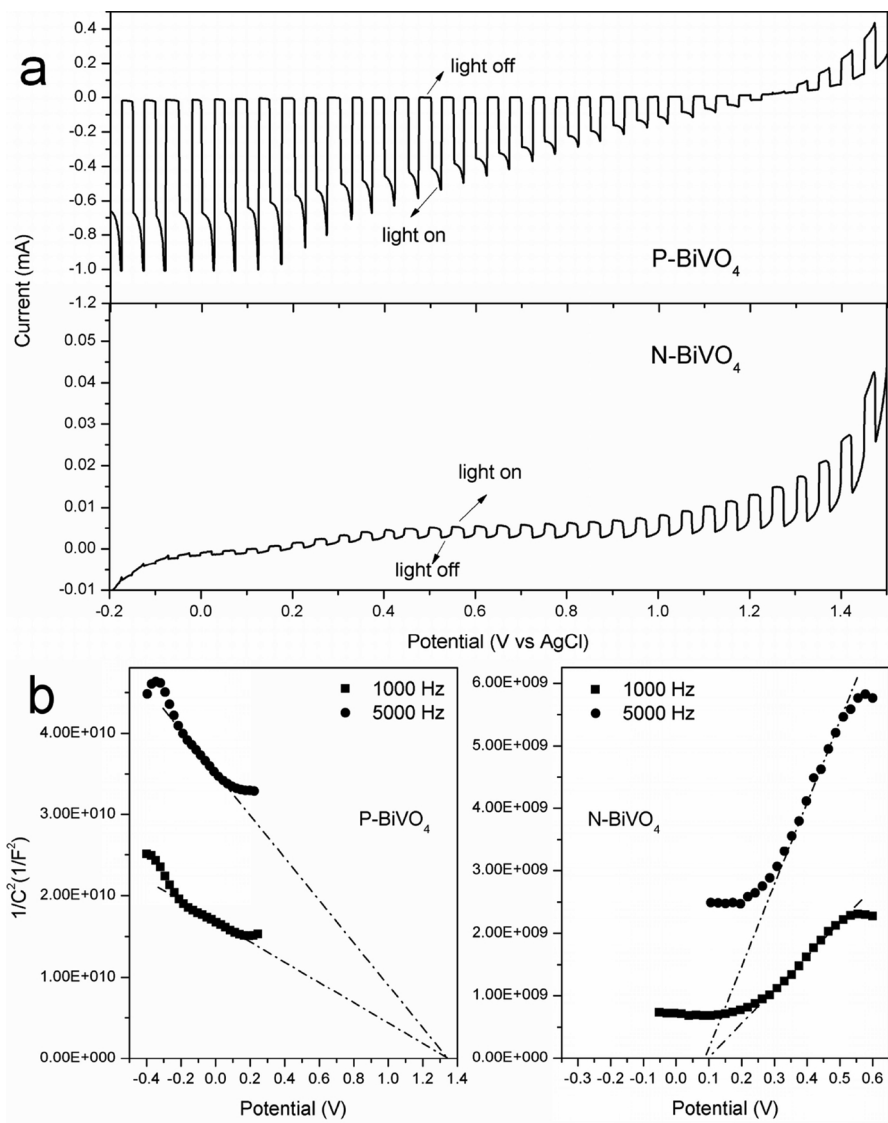 a
0.4
0.2
0.0
-0.2
-0.4
-0.6
-0.8
-1.0
-1.2
light off
light on
P-BiVO4
Current (mA)
0.05
0.04
0.03
0.02
0.01
0.00
-0.01
N-BiVO4
light on
light off
-0.2 0.0 0.2 0.4 0.6 0.8 1.0 1.2 1.4
Potential (V vs AgCl)
b
1/C²(1/F²)
4.00E+010
3.00E+010
2.00E+010
1.00E+010
0.00E+000
1000 Hz
5000 Hz
P-BiVO4
-0.4 -0.2 0.0 0.2 0.4 0.6 0.8 1.0 1.2 1.4
Potential (V)
6.00E+009
5.00E+009
4.00E+009
3.00E+009
2.00E+009
1.00E+009
0.00E+000
1000 Hz
5000 Hz
N-BiVO4
-0.3 -0.2 -0.1 0.0 0.1 0.2 0.3 0.4 0.5 0.6
Potential (V)